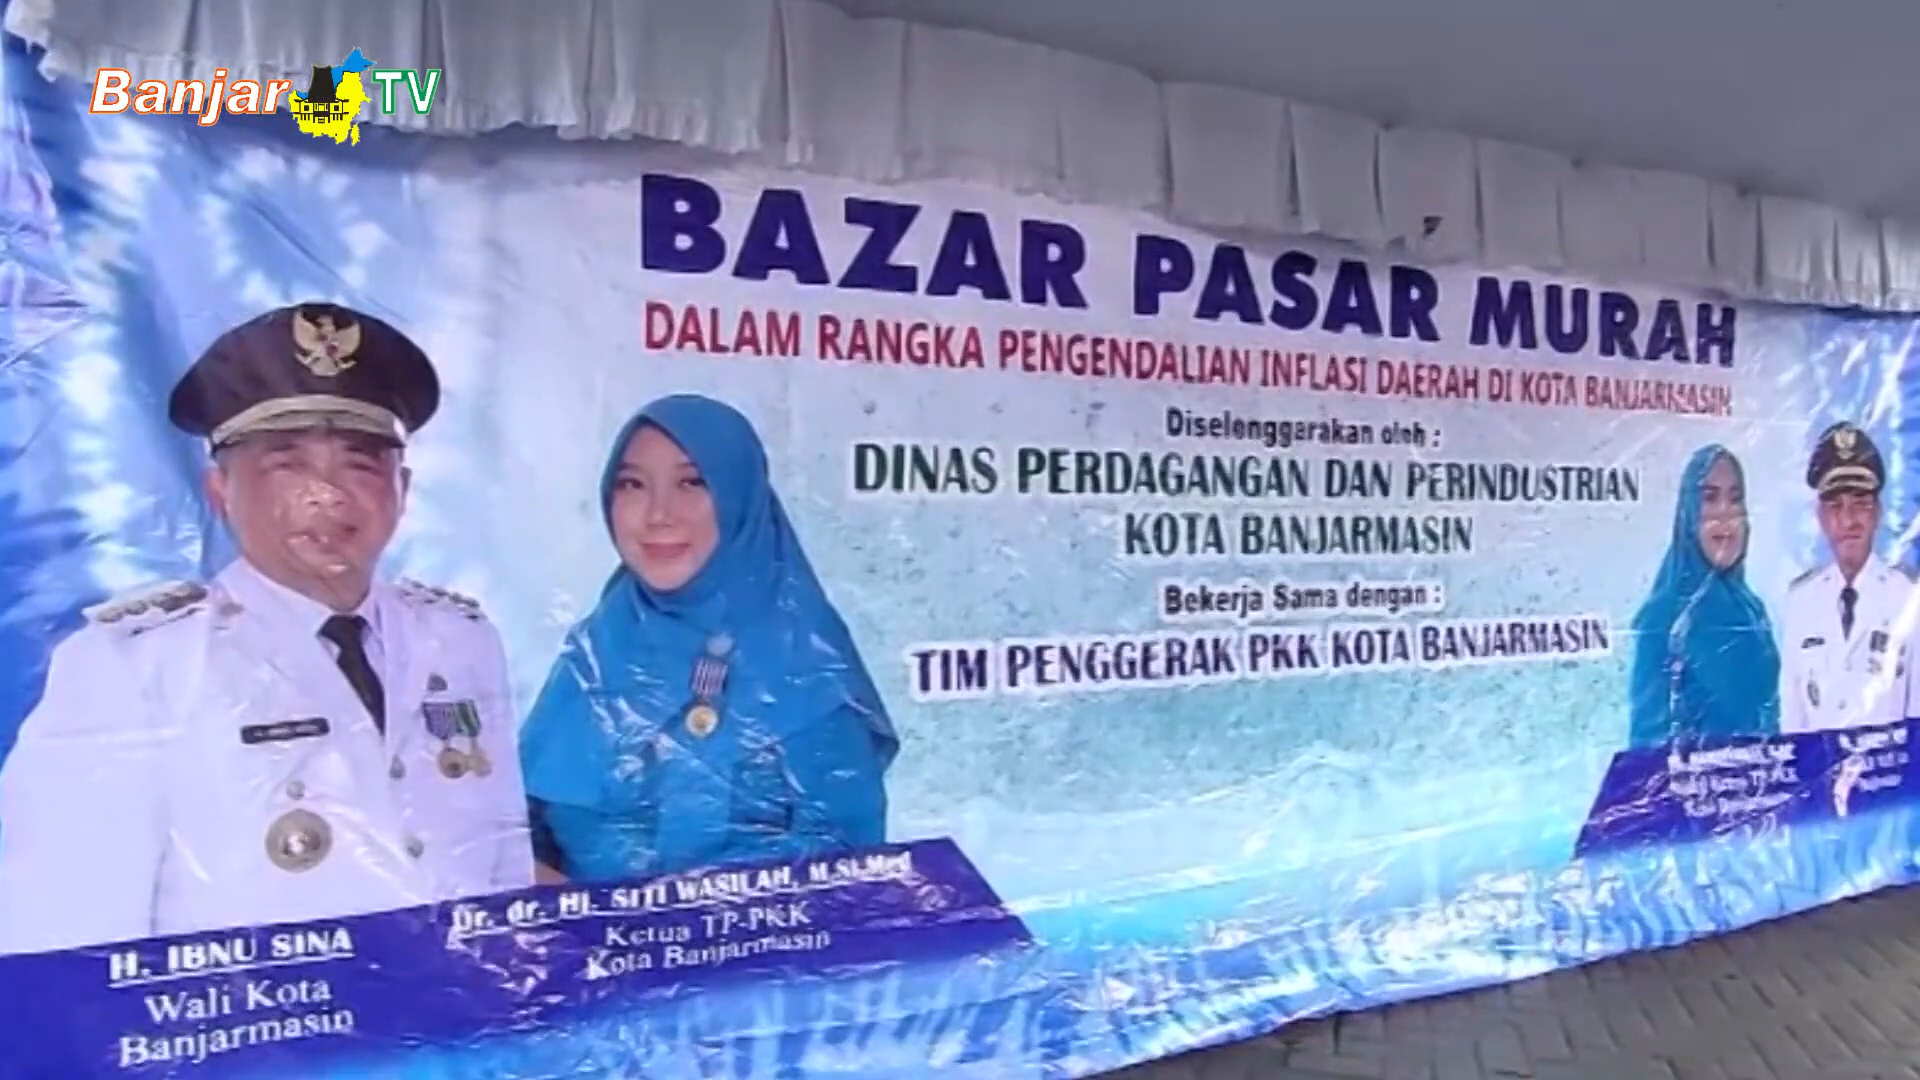 Banjar TV
BAZAR PASAR MURAH
DALAM RANGKA PENGENDALIAN INFLASI DAERAH DI KOTA BANJARMASIN
Diselenggarakan oleh :
DINAS PERDAGANGAN DAN PERINDUSTRIAN
KOTA BANJARMASIN
Bekerja Sama dengan :
TIM PENGGERAK PKK KOTA BANJARMASIN
H. IBNU SINA
Wali Kota
Banjarmasin
Dr. dr. Hj. SITI WASILAH, M.Si.Med
Ketua TP-PKK
Kota Banjarmasin